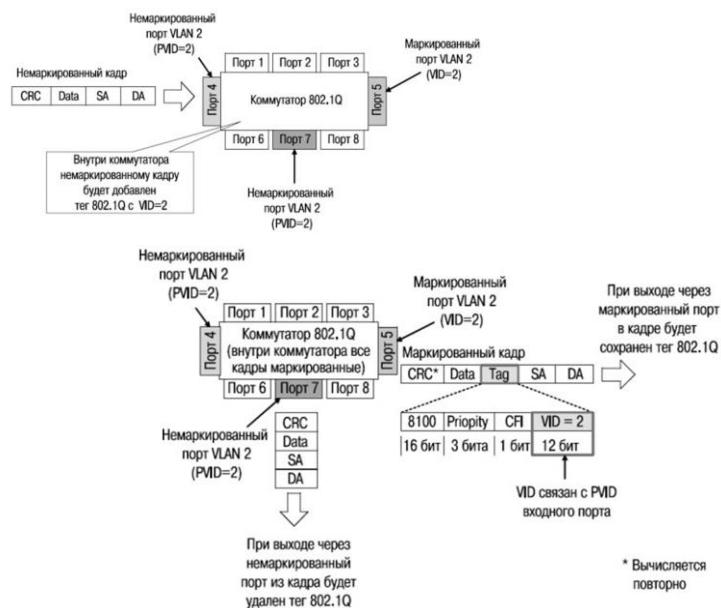 Немаркированный
порт VLAN 2
(PVID=2)
Маркированный
порт VLAN 2
(VID=2)
Немаркированный кадр
CRC Data SA DA
Порт 1 Порт 2 Порт 3
Порт 4
Коммутатор 802.1Q
Порт 5
Порт 6 Порт 7 Порт 8
Внутри коммутатора
немаркированному кадру
будет добавлен
тег 802.1Q с VID=2
Немаркированный
порт VLAN 2
(PVID=2)
Немаркированный
порт VLAN 2
(PVID=2)
Маркированный
порт VLAN 2
(VID=2)
При выходе через
маркированный порт
в кадре будет
сохранен тег 802.1Q
Порт 1 Порт 2 Порт 3
Порт 4
Коммутатор 802.1Q
(внутри коммутатора все
кадры маркированные)
Порт 5
Порт 6 Порт 7 Порт 8
Маркированный кадр
CRC* Data Tag SA DA
8100 Priopity CFI VID = 2
16 бит 3 бита 1 бит 12 бит
VID связан с PVID
входного порта
Немаркированный
порт VLAN 2
(PVID=2)
CRC
Data
SA
DA
При выходе через
немаркированный
порт из кадра будет
удален тег 802.1Q
* Вычисляется
повторно